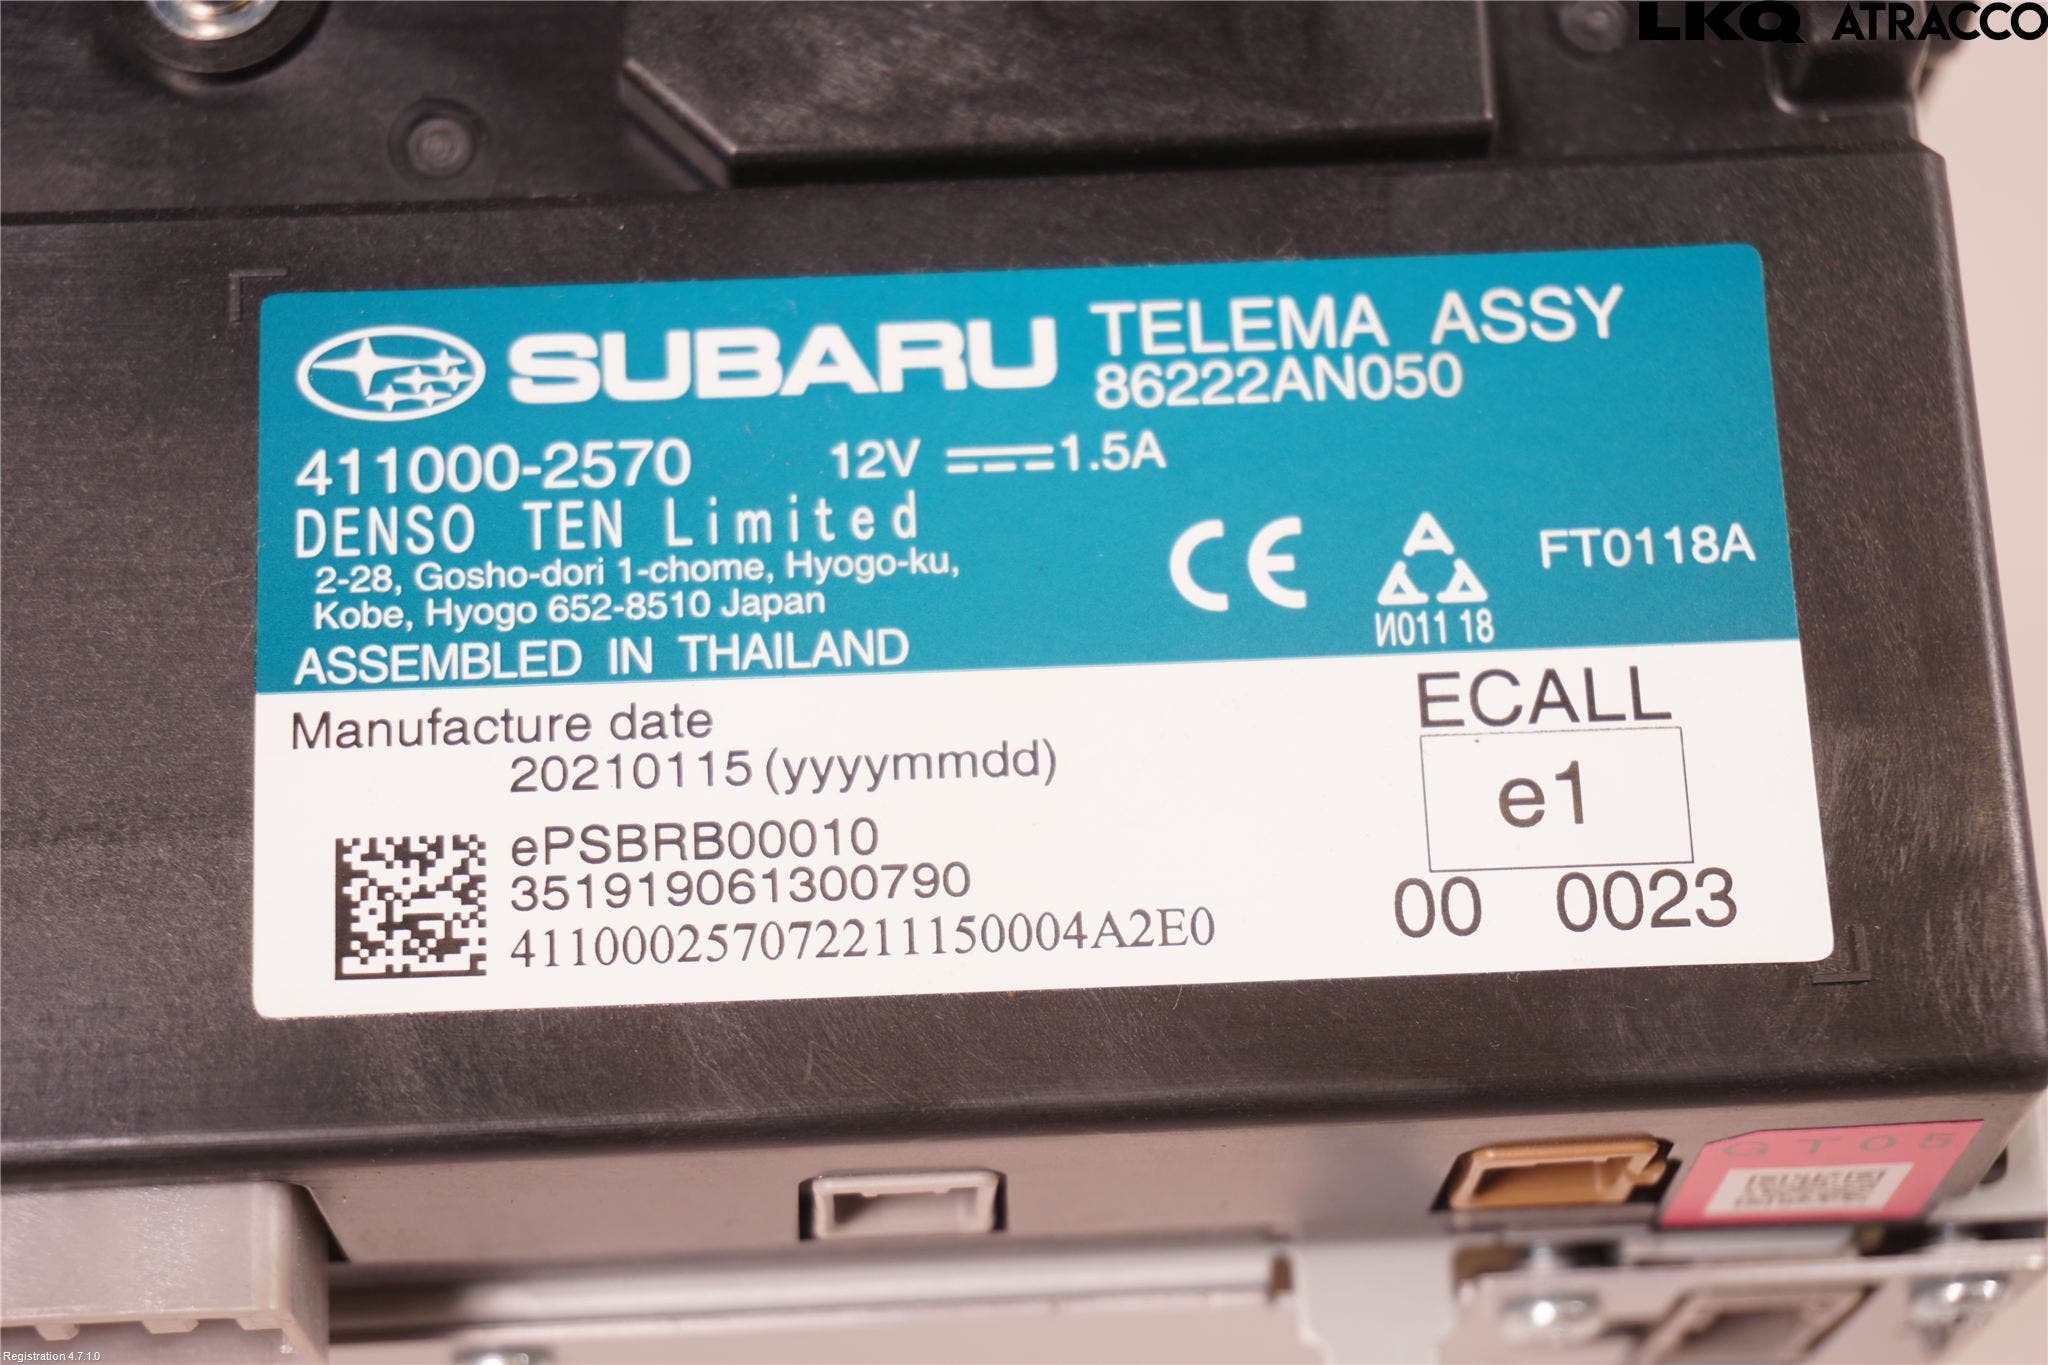 LKQ ATRACCO
SUBARU TELEMA ASSY
86222AN050
411000-2570 12V 1.5A
DENSO TEN Limited
2-28, Gosho-dori 1-chome, Hyogo-ku,
Kobe, Hyogo 652-8510 Japan
ASSEMBLED IN THAILAND
CE
FT0118A
И011 18
Manufacture date
20210115 (yyyymmdd)
ePSBRB00010
351919061300790
411000257072211150004A2E0
ECALL
e1
00 0023
GT05
Registration 4.7.1.0